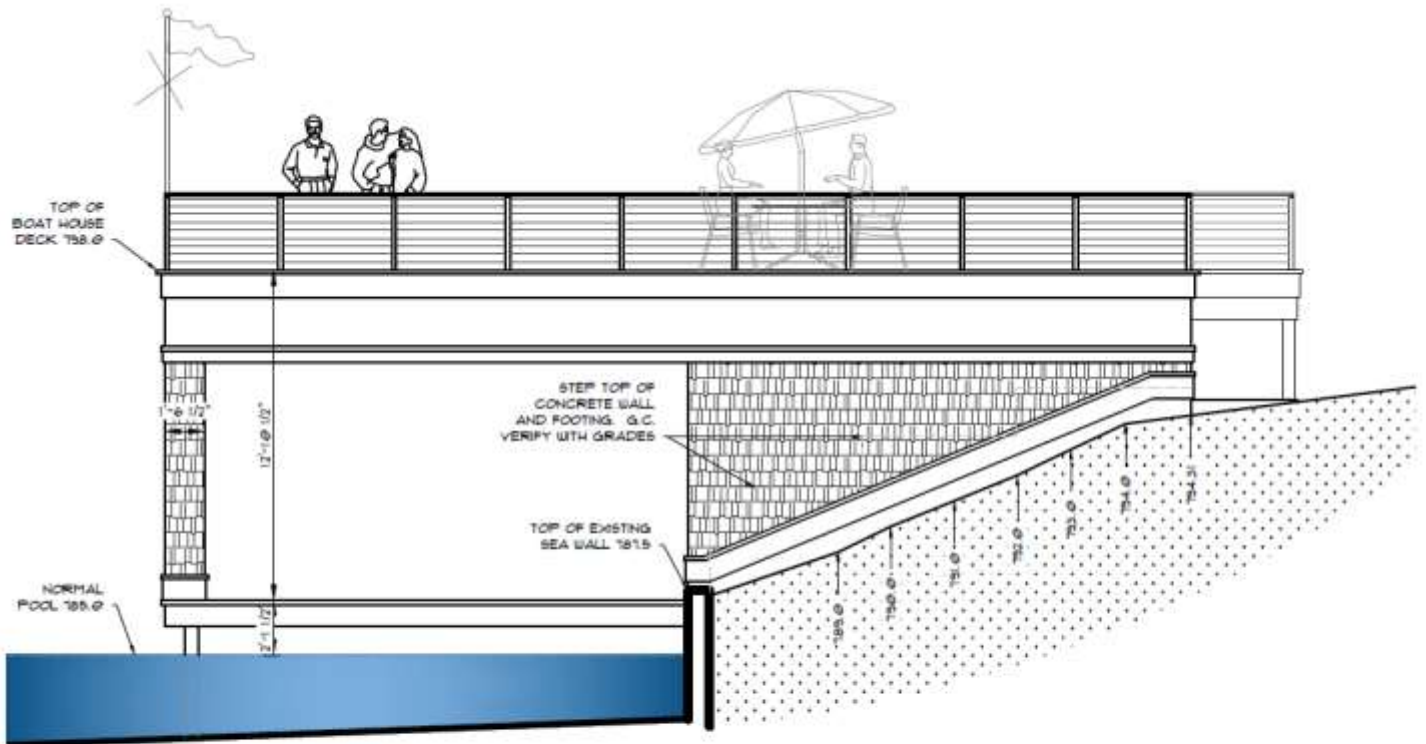 TOP OF
BOAT HOUSE
DECK
1'-6 1/2"
12'-0 1/2"
STEP TOP OF
CONCRETE WALL
AND FOOTING. G.C.
VERIFY WITH GRADES
TOP OF EXISTING
SEA WALL 787.5
NORMAL
POOL 785.0
2'-1 1/2"
789.0
790.0
791.0
792.0
793.0
794.0
794.31